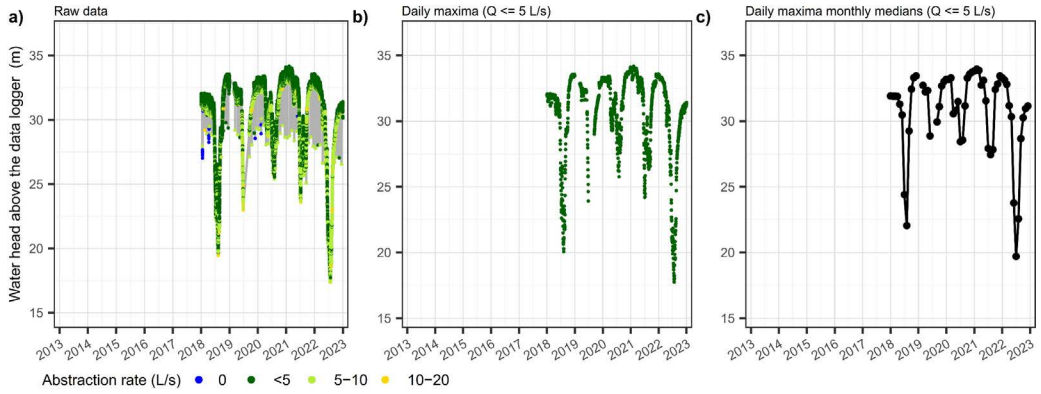 a)
Raw data
b)
Daily maxima (Q <= 5 L/s)
c)
Daily maxima monthly medians (Q <= 5 L/s)
Water head above the data logger (m)
35
30
25
20
15
35
30
25
20
15
35
30
25
20
15
2013 2014 2015 2016 2017 2018 2019 2020 2021 2022 2023
2013 2014 2015 2016 2017 2018 2019 2020 2021 2022 2023
2013 2014 2015 2016 2017 2018 2019 2020 2021 2022 2023
Abstraction rate (L/s) 0 <5 5−10 10−20